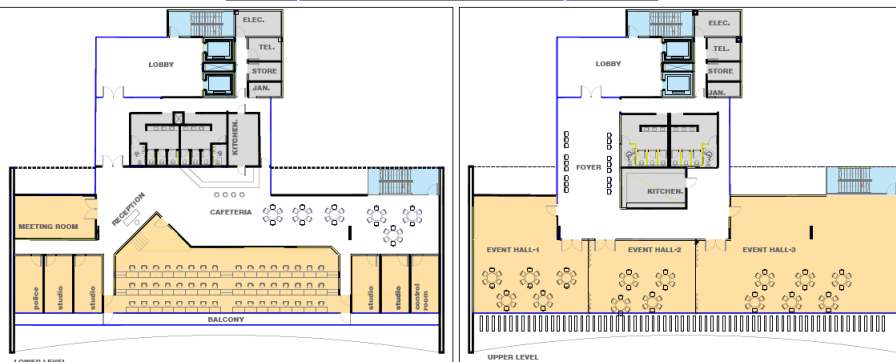 ELEC.
TEL.
LOBBY
STORE
JAN.
KITCHEN.
RECEPTION
CAFETERIA
MEETING ROOM
police
studio
studio
studio
studio
control
room
BALCONY
LOWER LEVEL
ELEC.
TEL.
LOBBY
STORE
JAN.
FOYER
KITCHEN.
EVENT HALL-1
EVENT HALL-2
EVENT HALL-3
UPPER LEVEL